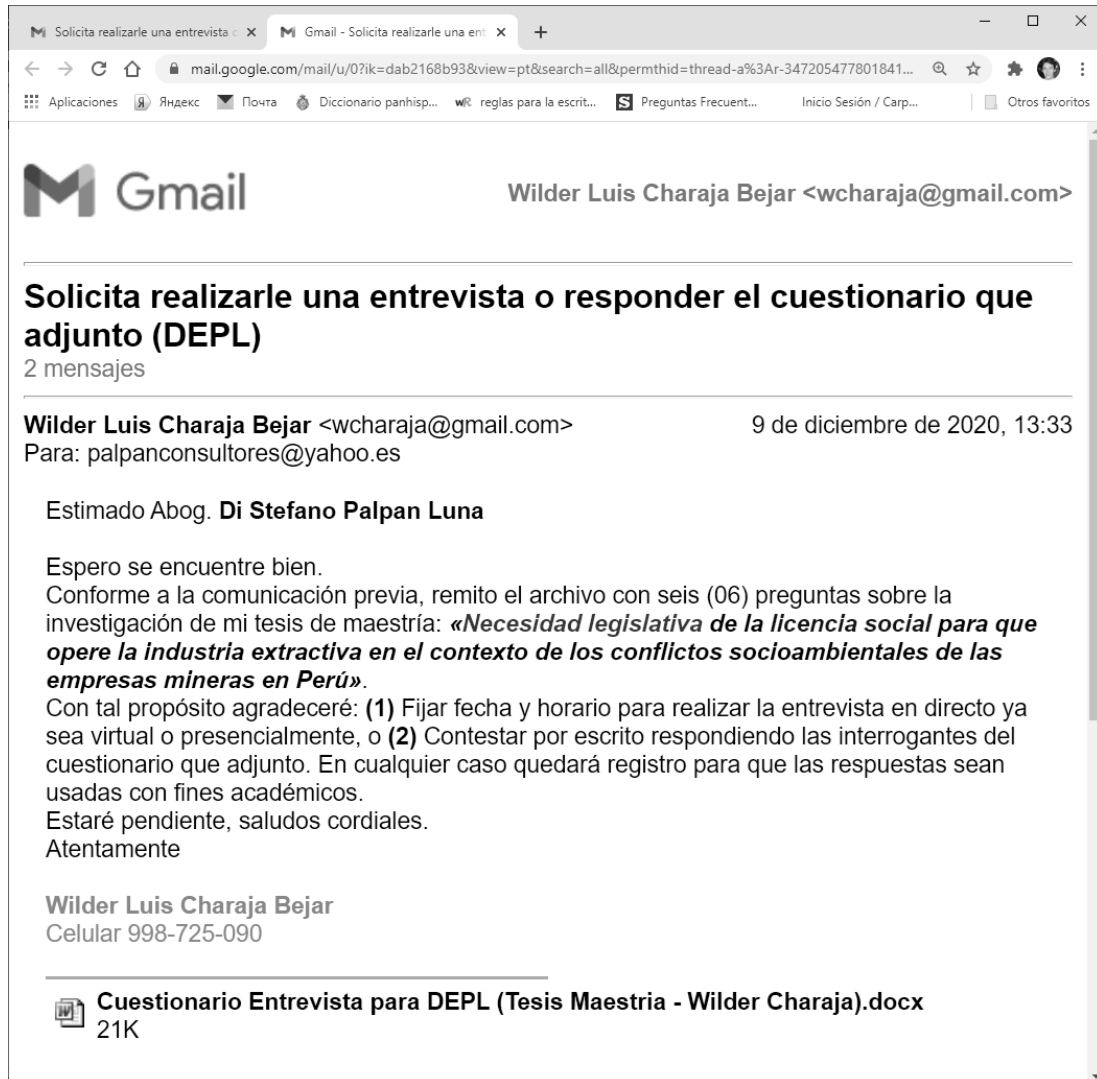 Solicita realizarle una entrevista c
Gmail - Solicita realizarle una ent
mail.google.com/mail/u/0?ik=dab2168b93&view=pt&search=all&permthid=thread-a%3Ar-347205477801841...
Aplicaciones Яндекс Почта Diccionario panhisp... wR reglas para la escrit... S Preguntas Frecuent... Inicio Sesión / Carp... Otros favoritos
Gmail
Wilder Luis Charaja Bejar <wcharaja@gmail.com>
Solicita realizarle una entrevista o responder el cuestionario que
adjunto (DEPL)
2 mensajes
Wilder Luis Charaja Bejar <wcharaja@gmail.com> 9 de diciembre de 2020, 13:33
Para: palpanconsultores@yahoo.es
Estimado Abog. Di Stefano Palpan Luna
Espero se encuentre bien.
Conforme a la comunicación previa, remito el archivo con seis (06) preguntas sobre la
investigación de mi tesis de maestría: «Necesidad legislativa de la licencia social para que
opere la industria extractiva en el contexto de los conflictos socioambientales de las
empresas mineras en Perú».
Con tal propósito agradeceré: (1) Fijar fecha y horario para realizar la entrevista en directo ya
sea virtual o presencialmente, o (2) Contestar por escrito respondiendo las interrogantes del
cuestionario que adjunto. En cualquier caso quedará registro para que las respuestas sean
usadas con fines académicos.
Estaré pendiente, saludos cordiales.
Atentamente
Wilder Luis Charaja Bejar
Celular 998-725-090
Cuestionario Entrevista para DEPL (Tesis Maestria - Wilder Charaja).docx
21K